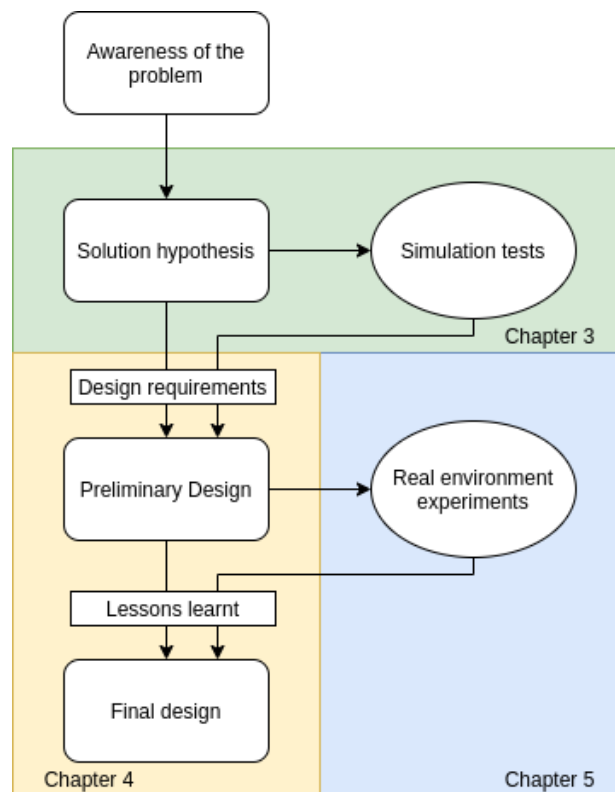 Awareness of the
problem
Solution hypothesis
Simulation tests
Chapter 3
Design requirements
Preliminary Design
Real environment
experiments
Lessons learnt
Final design
Chapter 4
Chapter 5